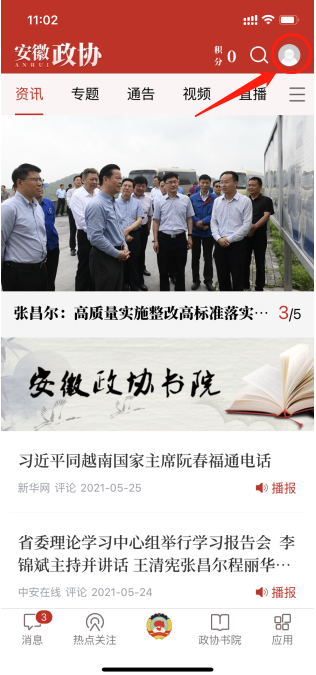 11:02
安徽政协
ANHUI
积分 0
资讯 专题 通告 视频 直播
张昌尔：高质量实施整改高标准落实… 3/5
安徽政协书院
习近平同越南国家主席阮春福通电话
新华网 评论 2021-05-25 播报
省委理论学习中心组举行学习报告会 李
锦斌主持并讲话 王清宪张昌尔程丽华…
中安在线 评论 2021-05-24 播报
3
消息 热点关注 政协书院 应用